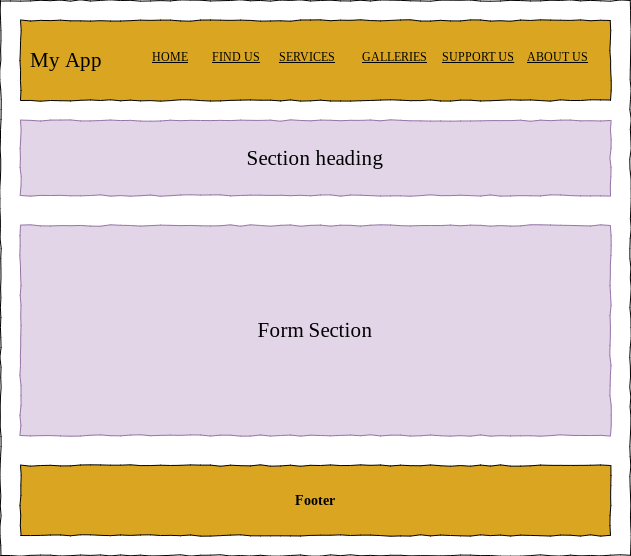 My App HOME FIND US SERVICES GALLERIES SUPPORT US ABOUT US
Section heading
Form Section
Footer